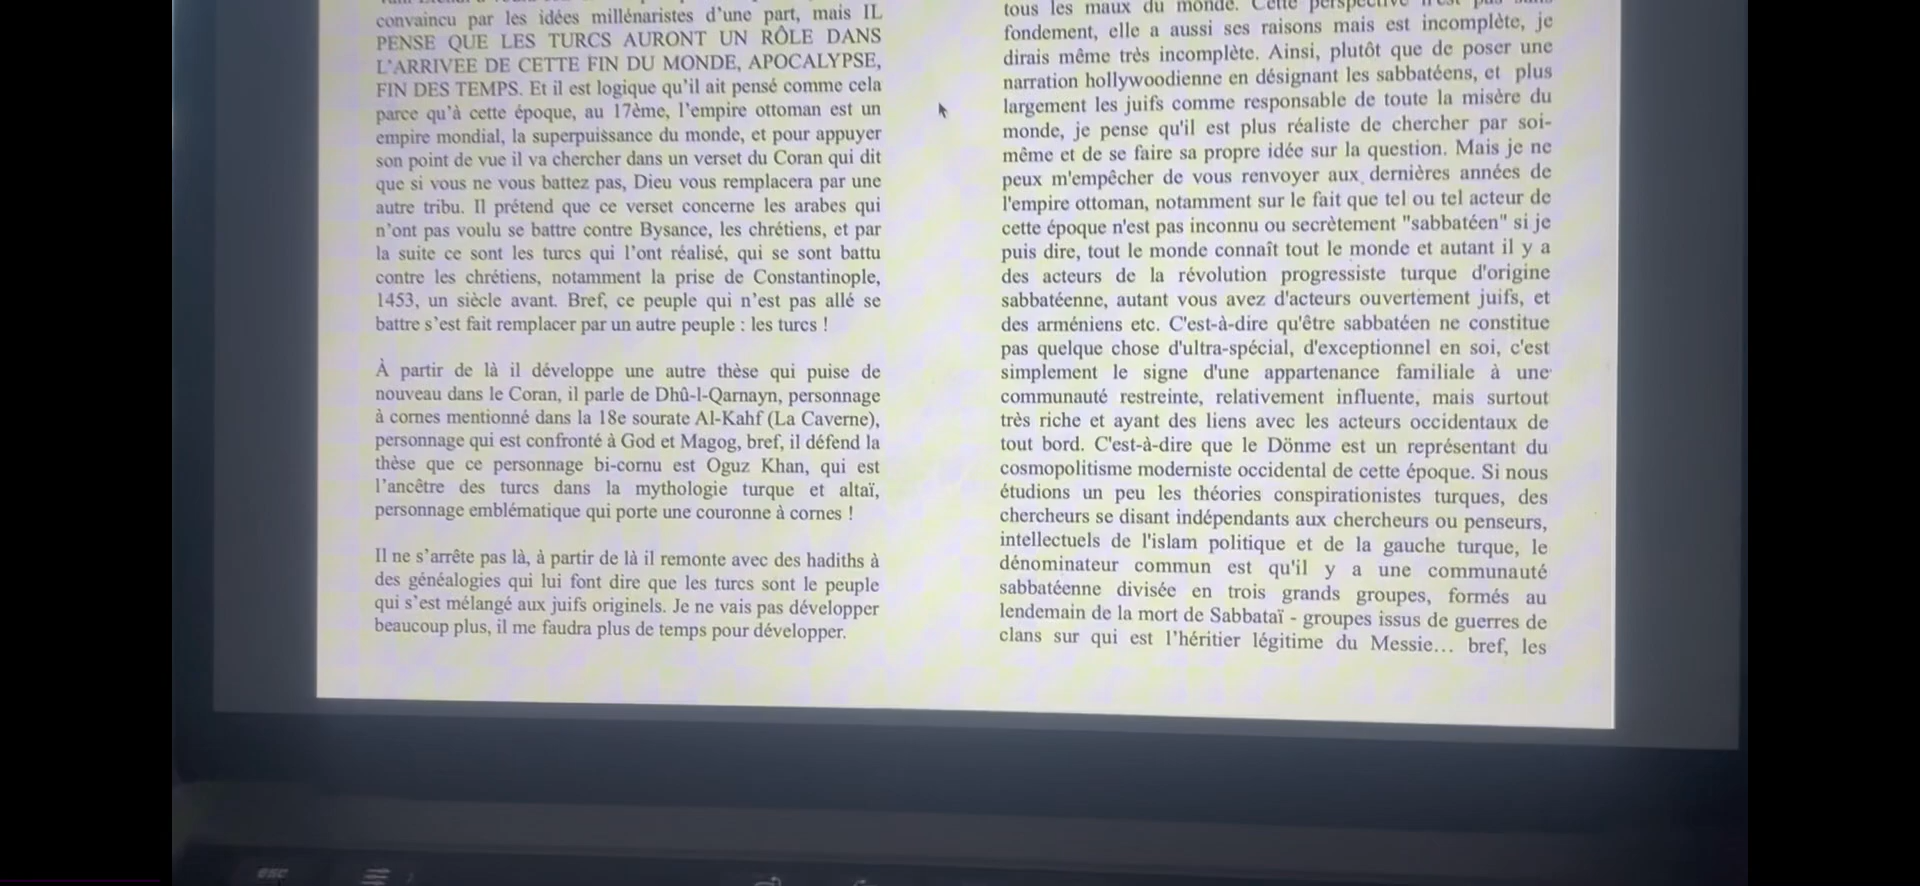 convaincu par les idées millénaristes d’une part, mais IL
PENSE QUE LES TURCS AURONT UN RÔLE DANS
L’ARRIVEE DE CETTE FIN DU MONDE, APOCALYPSE,
FIN DES TEMPS. Et il est logique qu’il ait pensé comme cela
parce qu’à cette époque, au 17ème, l’empire ottoman est un
empire mondial, la superpuissance du monde, et pour appuyer
son point de vue il va chercher dans un verset du Coran qui dit
que si vous ne vous battez pas, Dieu vous remplacera par une
autre tribu. Il prétend que ce verset concerne les arabes qui
n’ont pas voulu se battre contre Bysance, les chrétiens, et par
la suite ce sont les turcs qui l’ont réalisé, qui se sont battu
contre les chrétiens, notamment la prise de Constantinople,
1453, un siècle avant. Bref, ce peuple qui n’est pas allé se
battre s’est fait remplacer par un autre peuple : les turcs !
À partir de là il développe une autre thèse qui puise de
nouveau dans le Coran, il parle de Dhû-l-Qarnayn, personnage
à cornes mentionné dans la 18e sourate Al-Kahf (La Caverne),
personnage qui est confronté à God et Magog, bref, il défend la
thèse que ce personnage bi-cornu est Oguz Khan, qui est
l’ancêtre des turcs dans la mythologie turque et altaï,
personnage emblématique qui porte une couronne à cornes !
Il ne s’arrête pas là, à partir de là il remonte avec des hadiths à
des généalogies qui lui font dire que les turcs sont le peuple
qui s’est mélangé aux juifs originels. Je ne vais pas développer
beaucoup plus, il me faudra plus de temps pour développer.
tous les maux du monde. Cette perspective n'est pas sans
fondement, elle a aussi ses raisons mais est incomplète, je
dirais même très incomplète. Ainsi, plutôt que de poser une
narration hollywoodienne en désignant les sabbatéens, et plus
largement les juifs comme responsable de toute la misère du
monde, je pense qu'il est plus réaliste de chercher par soi-
même et de se faire sa propre idée sur la question. Mais je ne
peux m'empêcher de vous renvoyer aux dernières années de
l'empire ottoman, notamment sur le fait que tel ou tel acteur de
cette époque n'est pas inconnu ou secrètement "sabbatéen" si je
puis dire, tout le monde connaît tout le monde et autant il y a
des acteurs de la révolution progressiste turque d'origine
sabbatéenne, autant vous avez d'acteurs ouvertement juifs, et
des arméniens etc. C'est-à-dire qu'être sabbatéen ne constitue
pas quelque chose d'ultra-spécial, d'exceptionnel en soi, c'est
simplement le signe d'une appartenance familiale à une
communauté restreinte, relativement influente, mais surtout
très riche et ayant des liens avec les acteurs occidentaux de
tout bord. C'est-à-dire que le Dönme est un représentant du
cosmopolitisme moderniste occidental de cette époque. Si nous
étudions un peu les théories conspirationistes turques, des
chercheurs se disant indépendants aux chercheurs ou penseurs,
intellectuels de l'islam politique et de la gauche turque, le
dénominateur commun est qu'il y a une communauté
sabbatéenne divisée en trois grands groupes, formés au
lendemain de la mort de Sabbataï - groupes issus de guerres de
clans sur qui est l’héritier légitime du Messie… bref, les
esc